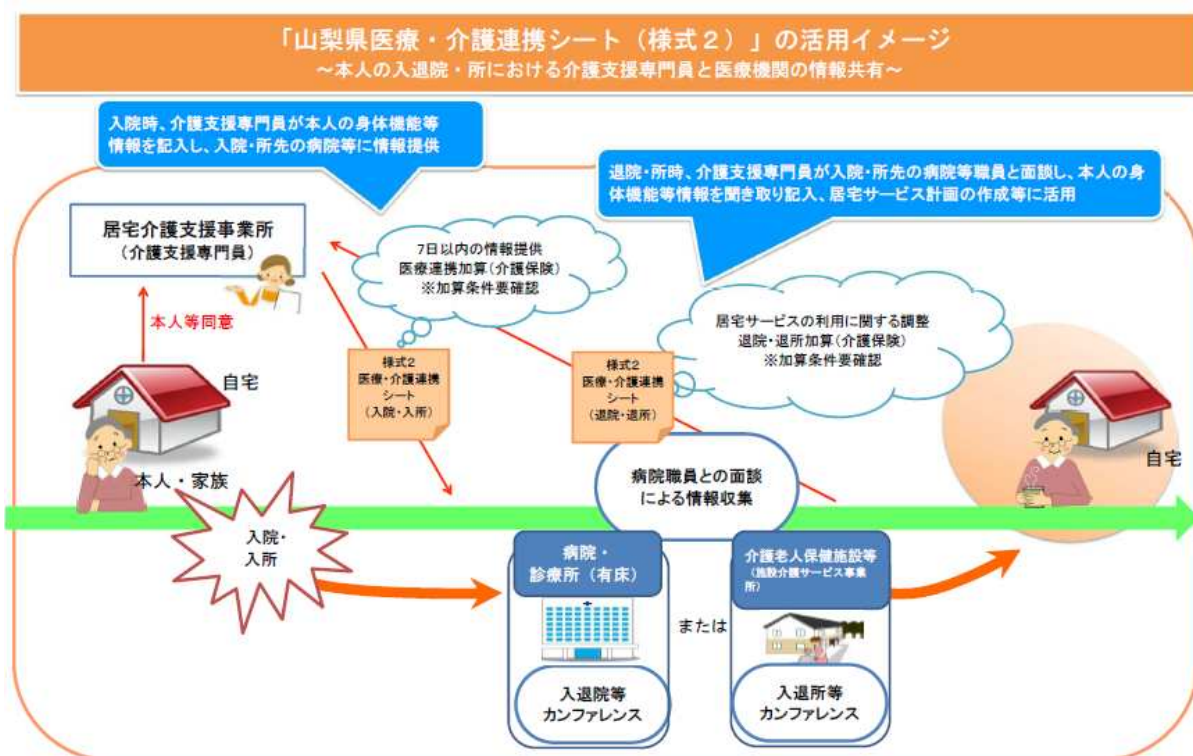 「山梨県医療・介護連携シート（様式２）」の活用イメージ
～本人の入退院・所における介護支援専門員と医療機関の情報共有～
入院時、介護支援専門員が本人の身体機能等
情報を記入し、入院・所先の病院等に情報提供
退院・所時、介護支援専門員が入院・所先の病院等職員と面談し、本人の身
体機能等情報を聞き取り記入、居宅サービス計画の作成等に活用
居宅介護支援事業所
（介護支援専門員）
7日以内の情報提供
医療連携加算（介護保険）
※加算条件要確認
居宅サービスの利用に関する調整
退院・退所加算（介護保険）
※加算条件要確認
本人等同意
様式２
医療・介護連携
シート
（入院・入所）
様式２
医療・介護連携
シート
（退院・退所）
自宅
本人・家族
自宅
病院職員との面談
による情報収集
入院・
入所
病院・
診療所（有床）
または
介護老人保健施設等
（施設介護サービス事業
所）
入退院等
カンファレンス
入退所等
カンファレンス